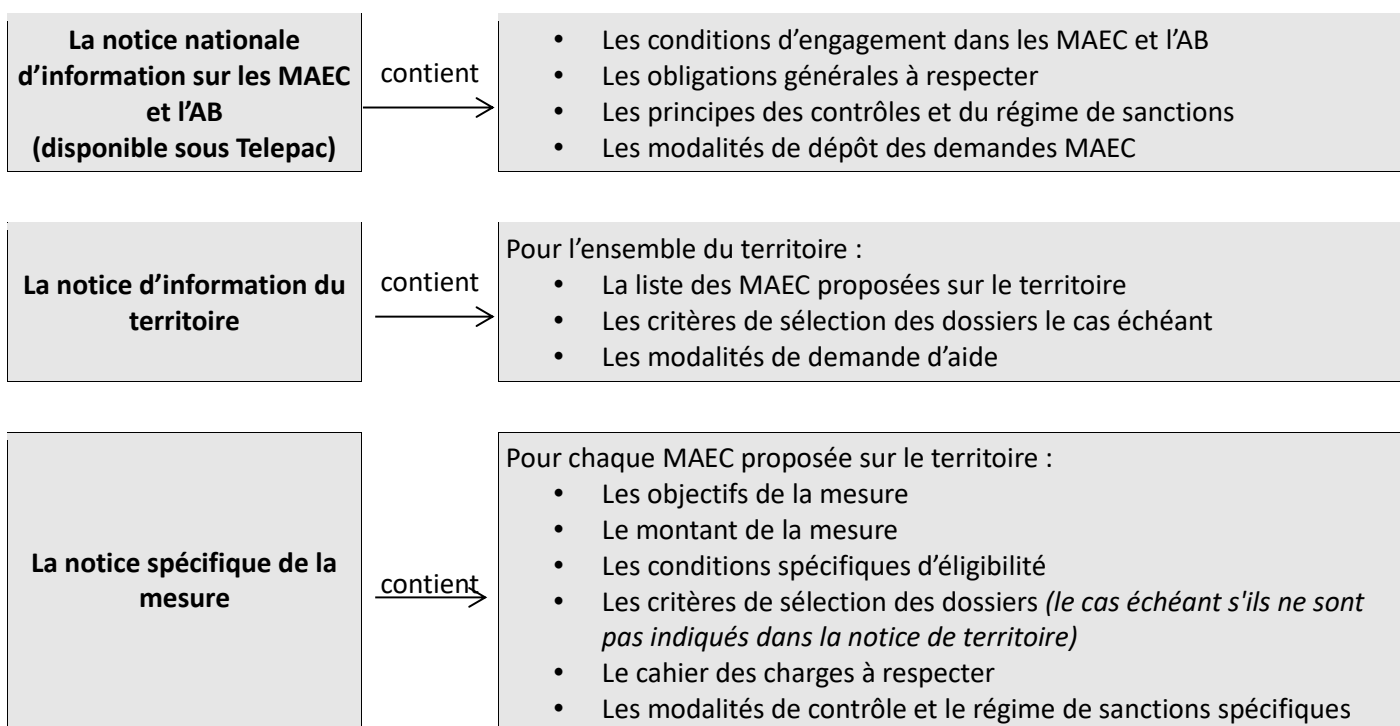 La notice nationale
d’information sur les MAEC
et l’AB
(disponible sous Telepac)
contient
• Les conditions d’engagement dans les MAEC et l’AB
• Les obligations générales à respecter
• Les principes des contrôles et du régime de sanctions
• Les modalités de dépôt des demandes MAEC
La notice d’information du
territoire
contient
Pour l’ensemble du territoire :
• La liste des MAEC proposées sur le territoire
• Les critères de sélection des dossiers le cas échéant
• Les modalités de demande d’aide
La notice spécifique de la
mesure
contient
Pour chaque MAEC proposée sur le territoire :
• Les objectifs de la mesure
• Le montant de la mesure
• Les conditions spécifiques d’éligibilité
• Les critères de sélection des dossiers (le cas échéant s'ils ne sont
pas indiqués dans la notice de territoire)
• Le cahier des charges à respecter
• Les modalités de contrôle et le régime de sanctions spécifiques